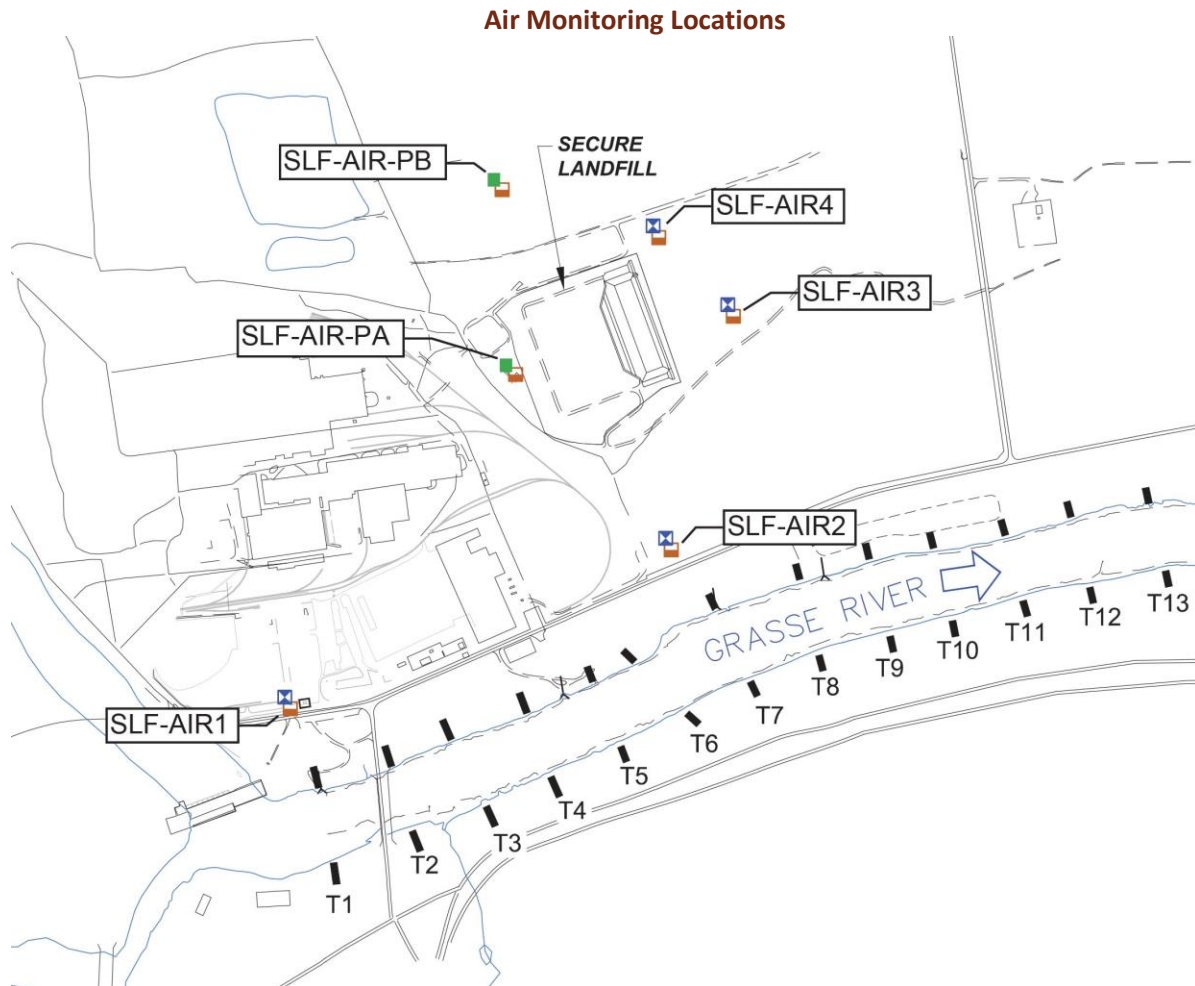 Air Monitoring Locations
SLF-AIR-PB
SECURE
LANDFILL
SLF-AIR4
SLF-AIR3
SLF-AIR-PA
SLF-AIR2
GRASSE RIVER
SLF-AIR1
T13
T12
T11
T10
T9
T8
T7
T6
T5
T4
T3
T2
T1